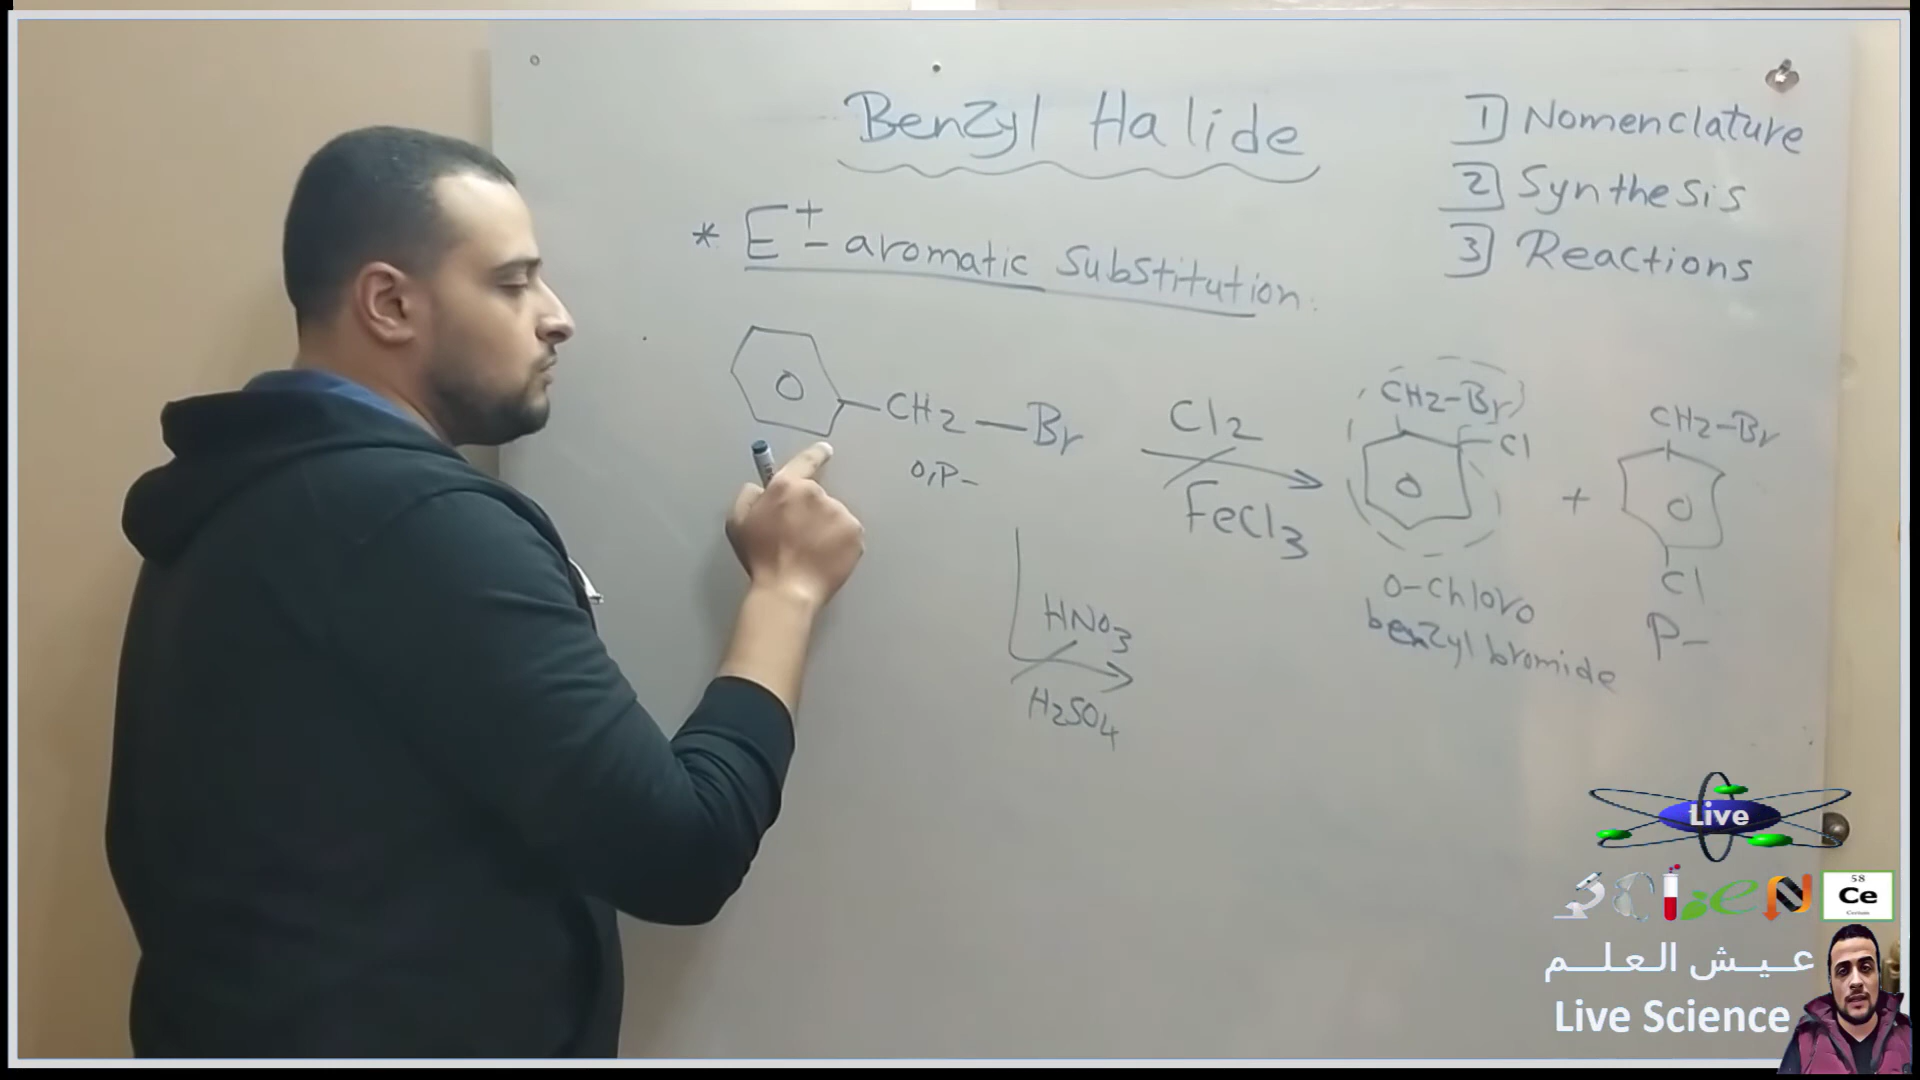 Benzyl Halide
1 Nomenclature
2 Synthesis
3 Reactions
* E+ - aromatic Substitution.
CH2 - Br
O,P-
Cl2
FeCl3
CH2-Br
Cl
O-chloro
benzyl bromide
+
CH2-Br
Cl
P-
HNO3
H2SO4
Live
SCIEN
58
Ce
Cerium
عيش العلم
Live Science